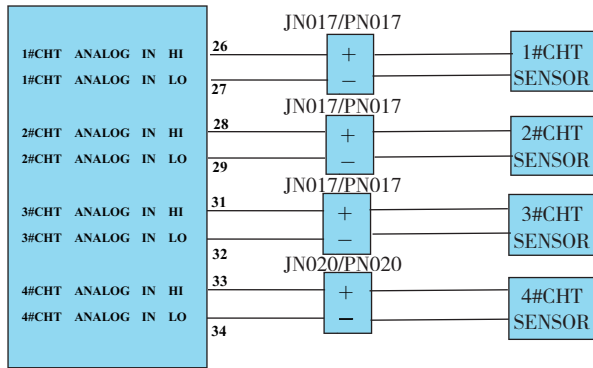 JN017/PN017
1#CHT ANALOG IN HI 26 + 1#CHT
1#CHT ANALOG IN LO 27 − SENSOR
JN017/PN017
2#CHT ANALOG IN HI 28 + 2#CHT
2#CHT ANALOG IN LO 29 − SENSOR
JN017/PN017
3#CHT ANALOG IN HI 31 + 3#CHT
3#CHT ANALOG IN LO 32 − SENSOR
JN020/PN020
4#CHT ANALOG IN HI 33 + 4#CHT
4#CHT ANALOG IN LO 34 − SENSOR